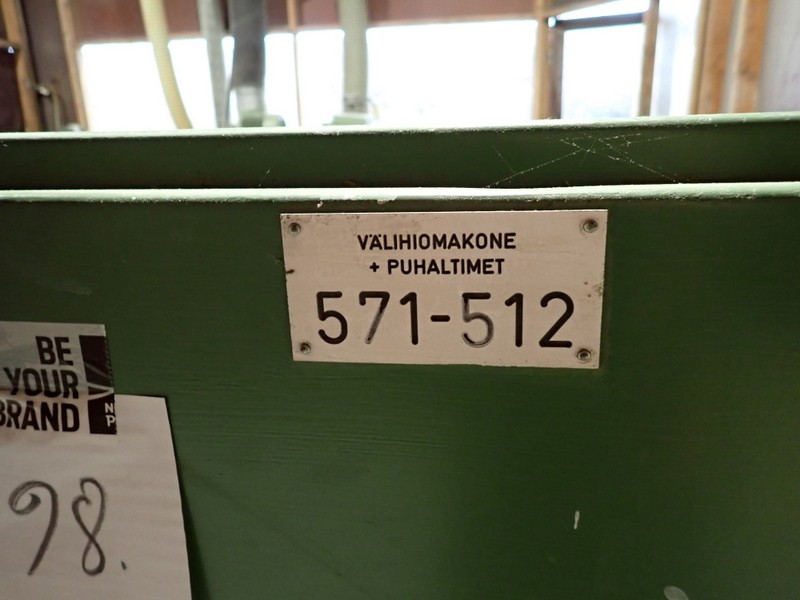 VÄLIHIOMAKONE
+ PUHALTIMET
571-512
BE
YOUR
BRAND
N
P
98.